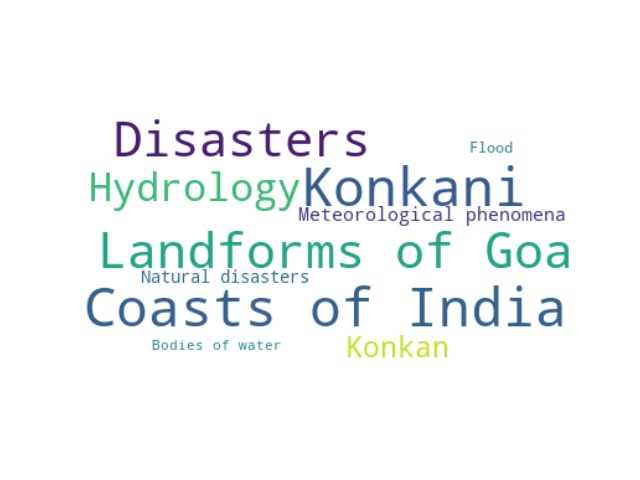 Disasters
Flood
Hydrology
Konkani
Meteorological phenomena
Landforms of Goa
Natural disasters
Coasts of India
Bodies of water
Konkan